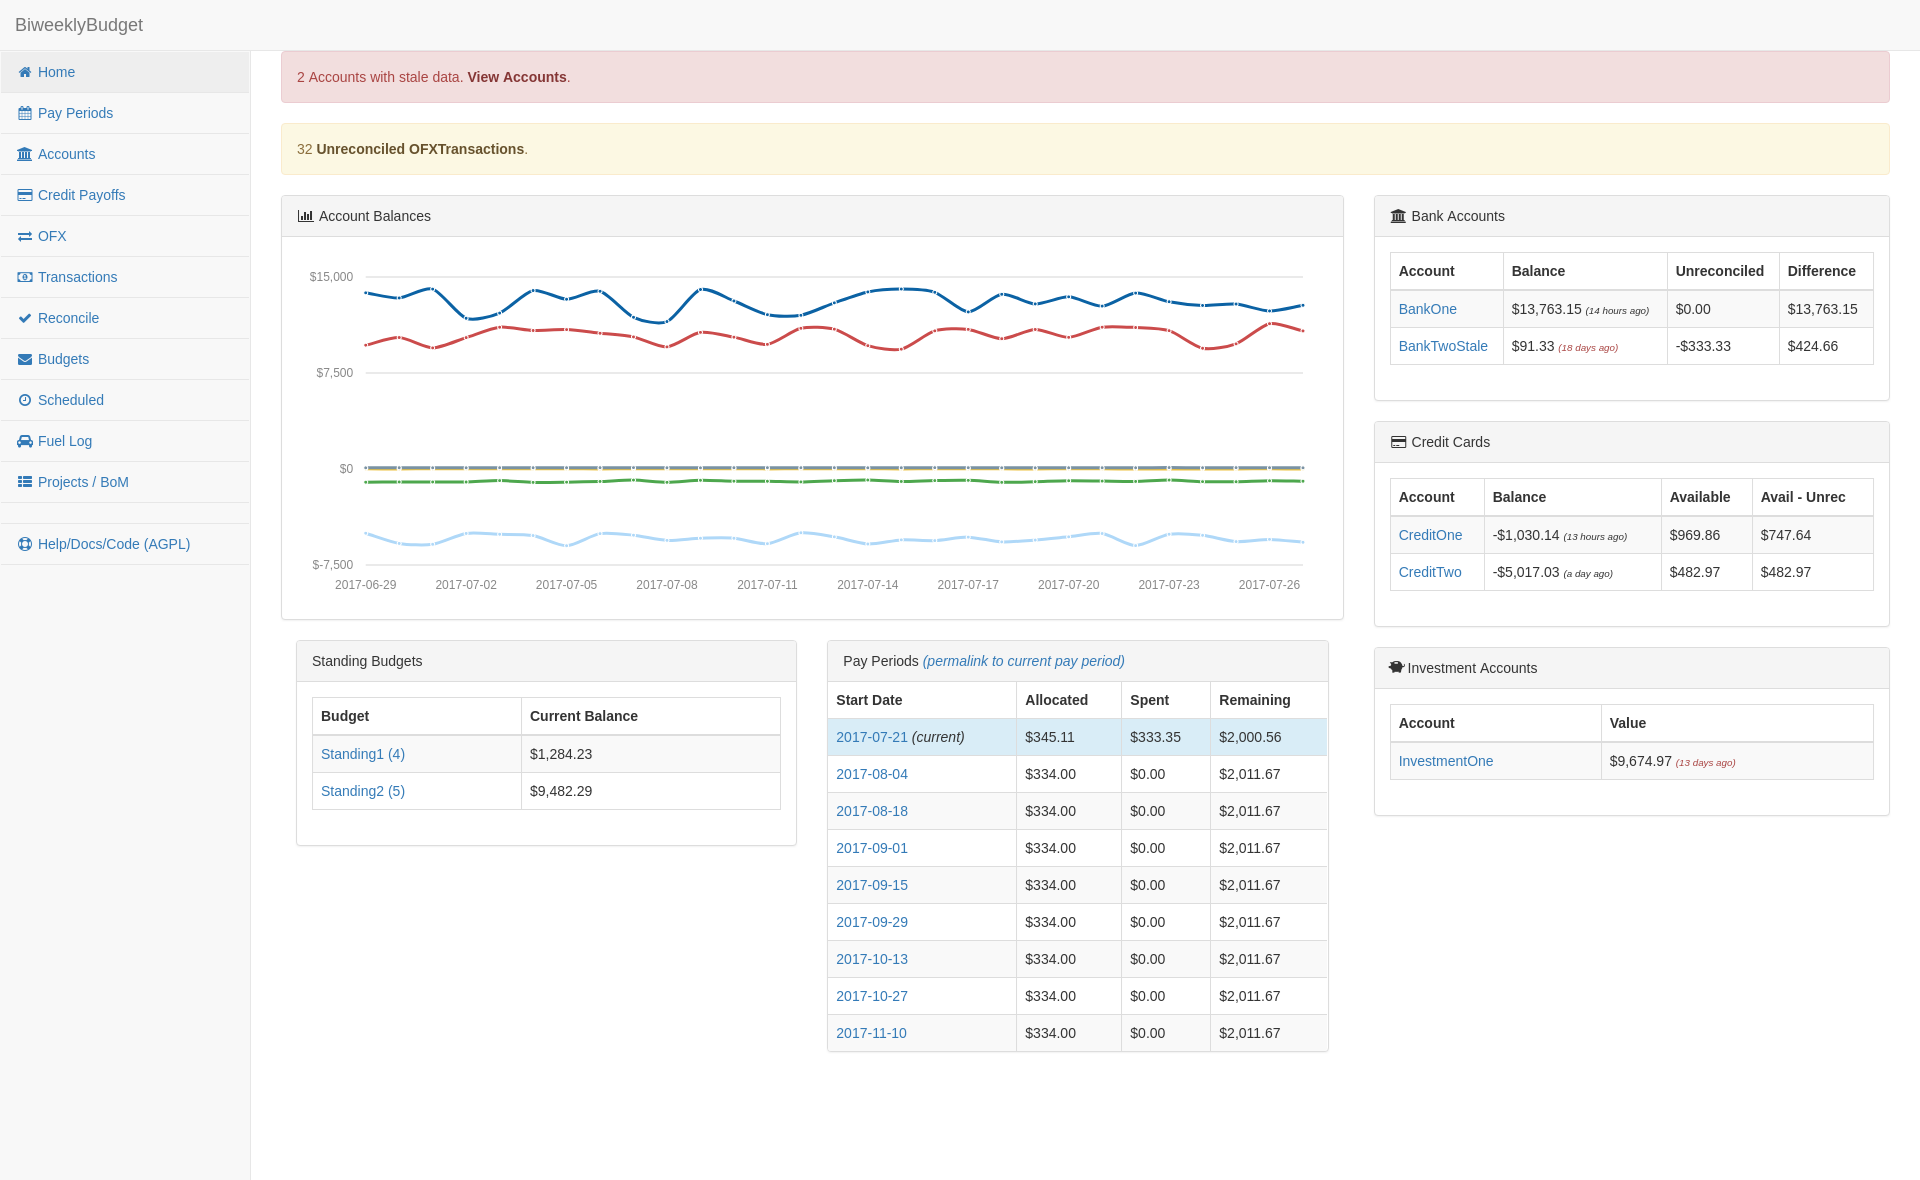 BiweeklyBudget
Home
Pay Periods
Accounts
Credit Payoffs
OFX
Transactions
Reconcile
Budgets
Scheduled
Fuel Log
Projects / BoM
Help/Docs/Code (AGPL)
2 Accounts with stale data. View Accounts.
32 Unreconciled OFXTransactions.
Account Balances
$15,000
$7,500
$0
$-7,500
2017-06-29 2017-07-02 2017-07-05 2017-07-08 2017-07-11 2017-07-14 2017-07-17 2017-07-20 2017-07-23 2017-07-26
Standing Budgets
Budget Current Balance
Standing1 (4) $1,284.23
Standing2 (5) $9,482.29
Pay Periods (permalink to current pay period)
Start Date Allocated Spent Remaining
2017-07-21 (current) $345.11 $333.35 $2,000.56
2017-08-04 $334.00 $0.00 $2,011.67
2017-08-18 $334.00 $0.00 $2,011.67
2017-09-01 $334.00 $0.00 $2,011.67
2017-09-15 $334.00 $0.00 $2,011.67
2017-09-29 $334.00 $0.00 $2,011.67
2017-10-13 $334.00 $0.00 $2,011.67
2017-10-27 $334.00 $0.00 $2,011.67
2017-11-10 $334.00 $0.00 $2,011.67
Bank Accounts
Account Balance Unreconciled Difference
BankOne $13,763.15 (14 hours ago) $0.00 $13,763.15
BankTwoStale $91.33 (18 days ago) -$333.33 $424.66
Credit Cards
Account Balance Available Avail - Unrec
CreditOne -$1,030.14 (13 hours ago) $969.86 $747.64
CreditTwo -$5,017.03 (a day ago) $482.97 $482.97
Investment Accounts
Account Value
InvestmentOne $9,674.97 (13 days ago)